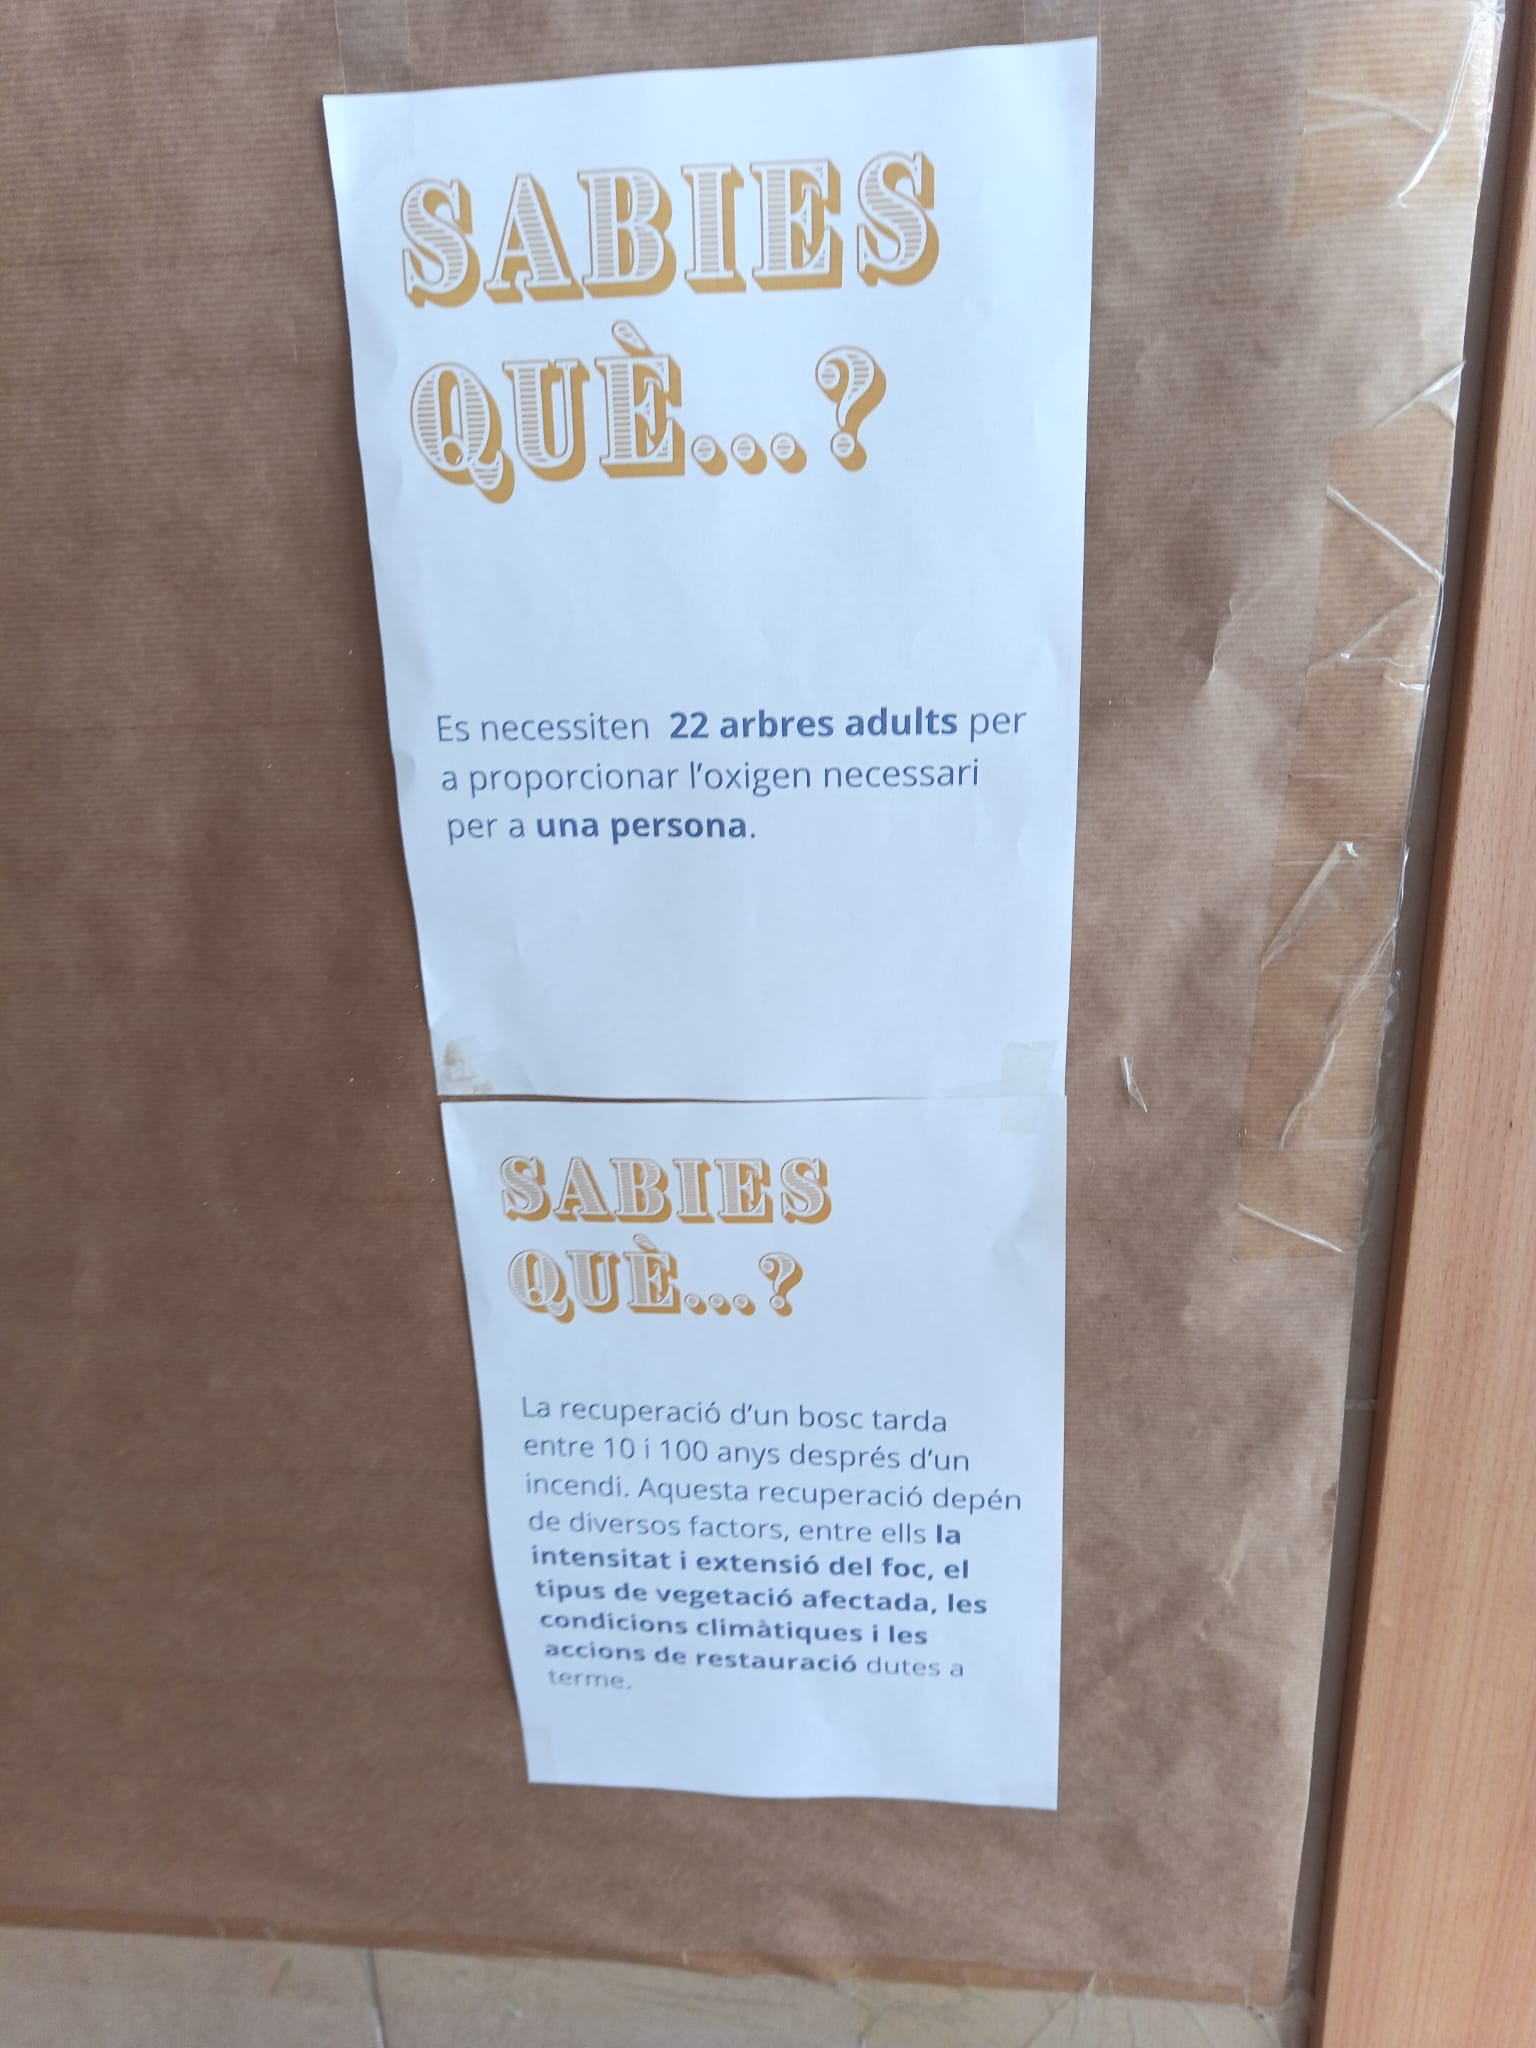 SABIES
QUÈ...?
Es necessiten 22 arbres adults per
a proporcionar l'oxigen necessari
per a una persona.
SABIES
QUÈ...?
La recuperació d'un bosc tarda
entre 10 i 100 anys després d'un
incendi. Aquesta recuperació depén
de diversos factors, entre ells la
intensitat i extensió del foc, el
tipus de vegetació afectada, les
condicions climàtiques i les
accions de restauració dutes a
terme.